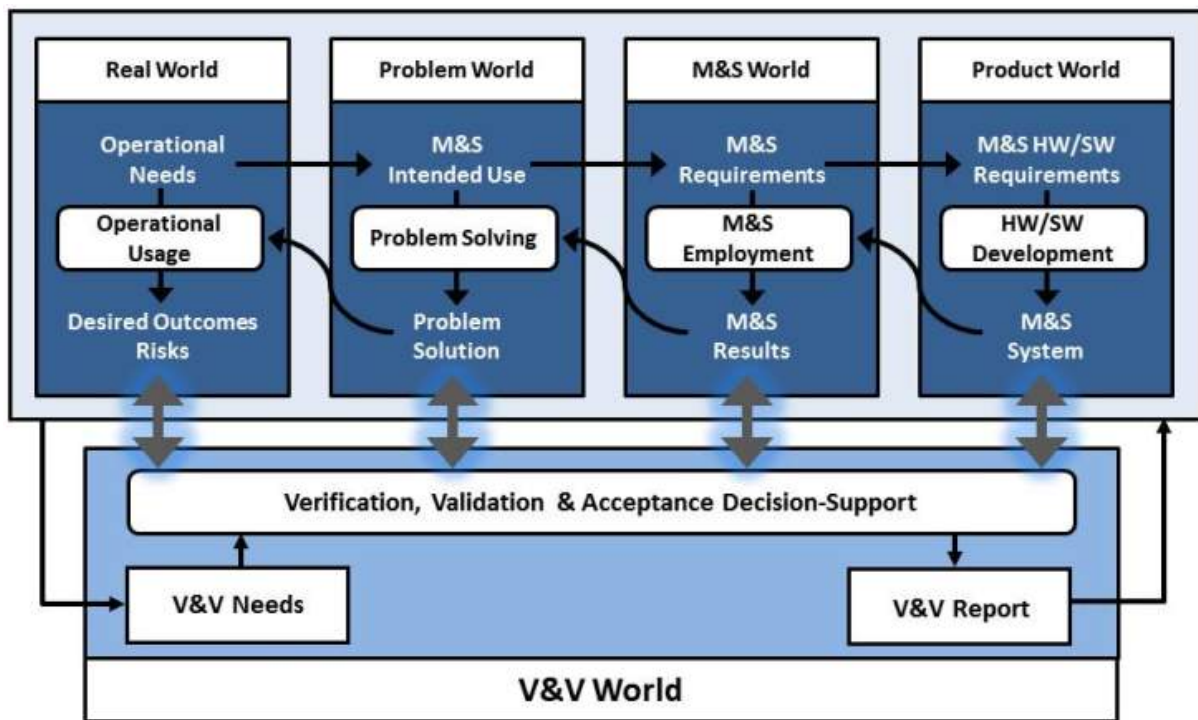 Real World
Operational
Needs
Operational
Usage
Desired Outcomes
Risks
Problem World
M&S
Intended Use
Problem Solving
Problem
Solution
M&S World
M&S
Requirements
M&S
Employment
M&S
Results
Product World
M&S HW/SW
Requirements
HW/SW
Development
M&S
System
Verification, Validation & Acceptance Decision-Support
V&V Needs
V&V Report
V&V World